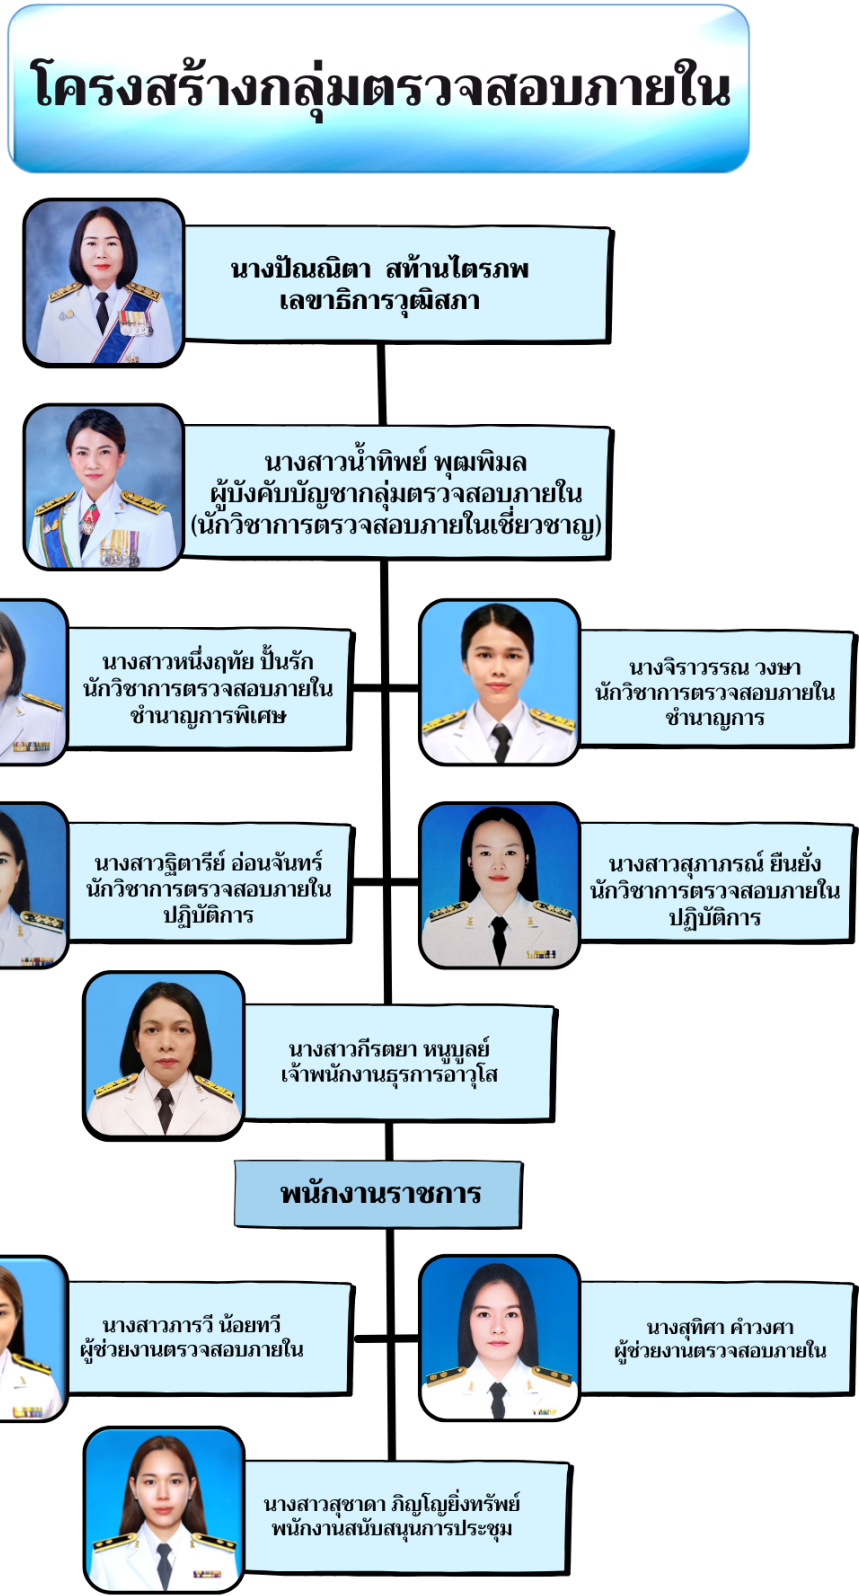 โครงสร้างกลุ่มตรวจสอบภายใน
นางปัณณิตา สท้านไตรภพ
เลขาธิการวุฒิสภา
นางสาวน้ำทิพย์ พุฒพิมล
ผู้บังคับบัญชากลุ่มตรวจสอบภายใน
(นักวิชาการตรวจสอบภายในเชี่ยวชาญ)
นางสาวหนึ่งฤทัย ปั้นรัก
นักวิชาการตรวจสอบภายใน
ชำนาญการพิเศษ
นางจิราวรรณ วงษา
นักวิชาการตรวจสอบภายใน
ชำนาญการ
นางสาวฐิตารีย์ อ่อนจันทร์
นักวิชาการตรวจสอบภายใน
ปฏิบัติการ
นางสาวสุภาภรณ์ ยืนยั่ง
นักวิชาการตรวจสอบภายใน
ปฏิบัติการ
นางสาวกีรตยา หนูบูลย์
เจ้าพนักงานธุรการอาวุโส
พนักงานราชการ
นางสาวภารวี น้อยทวี
ผู้ช่วยงานตรวจสอบภายใน
นางสุทิศา คำวงศา
ผู้ช่วยงานตรวจสอบภายใน
นางสาวสุชาดา ภิญโญยิ่งทรัพย์
พนักงานสนับสนุนการประชุม